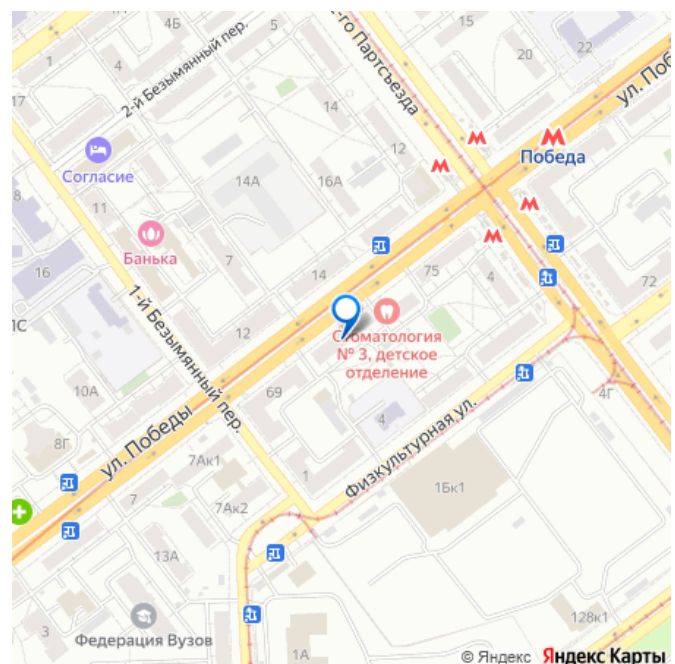 4Б
5
15
22
1
4
2-й Безымянный пер.
-го Партсъезда
20
ул. Поб
17
14
12
М
М
Победа
Согласие
14А
16А
М
М
11
М
Банька
7
14
75
4
72
16
1-й Безымянный пер.
12
Стоматология
№ 3, детское
отделение
ПС
10А
69
4
4Г
8Г
ул. Победы
7Ак1
Физкультурная ул.
1
1Бк1
7
7Ак2
13А
128к1
3
Федерация Вузов
1А
© Яндекс Яндекс Карты